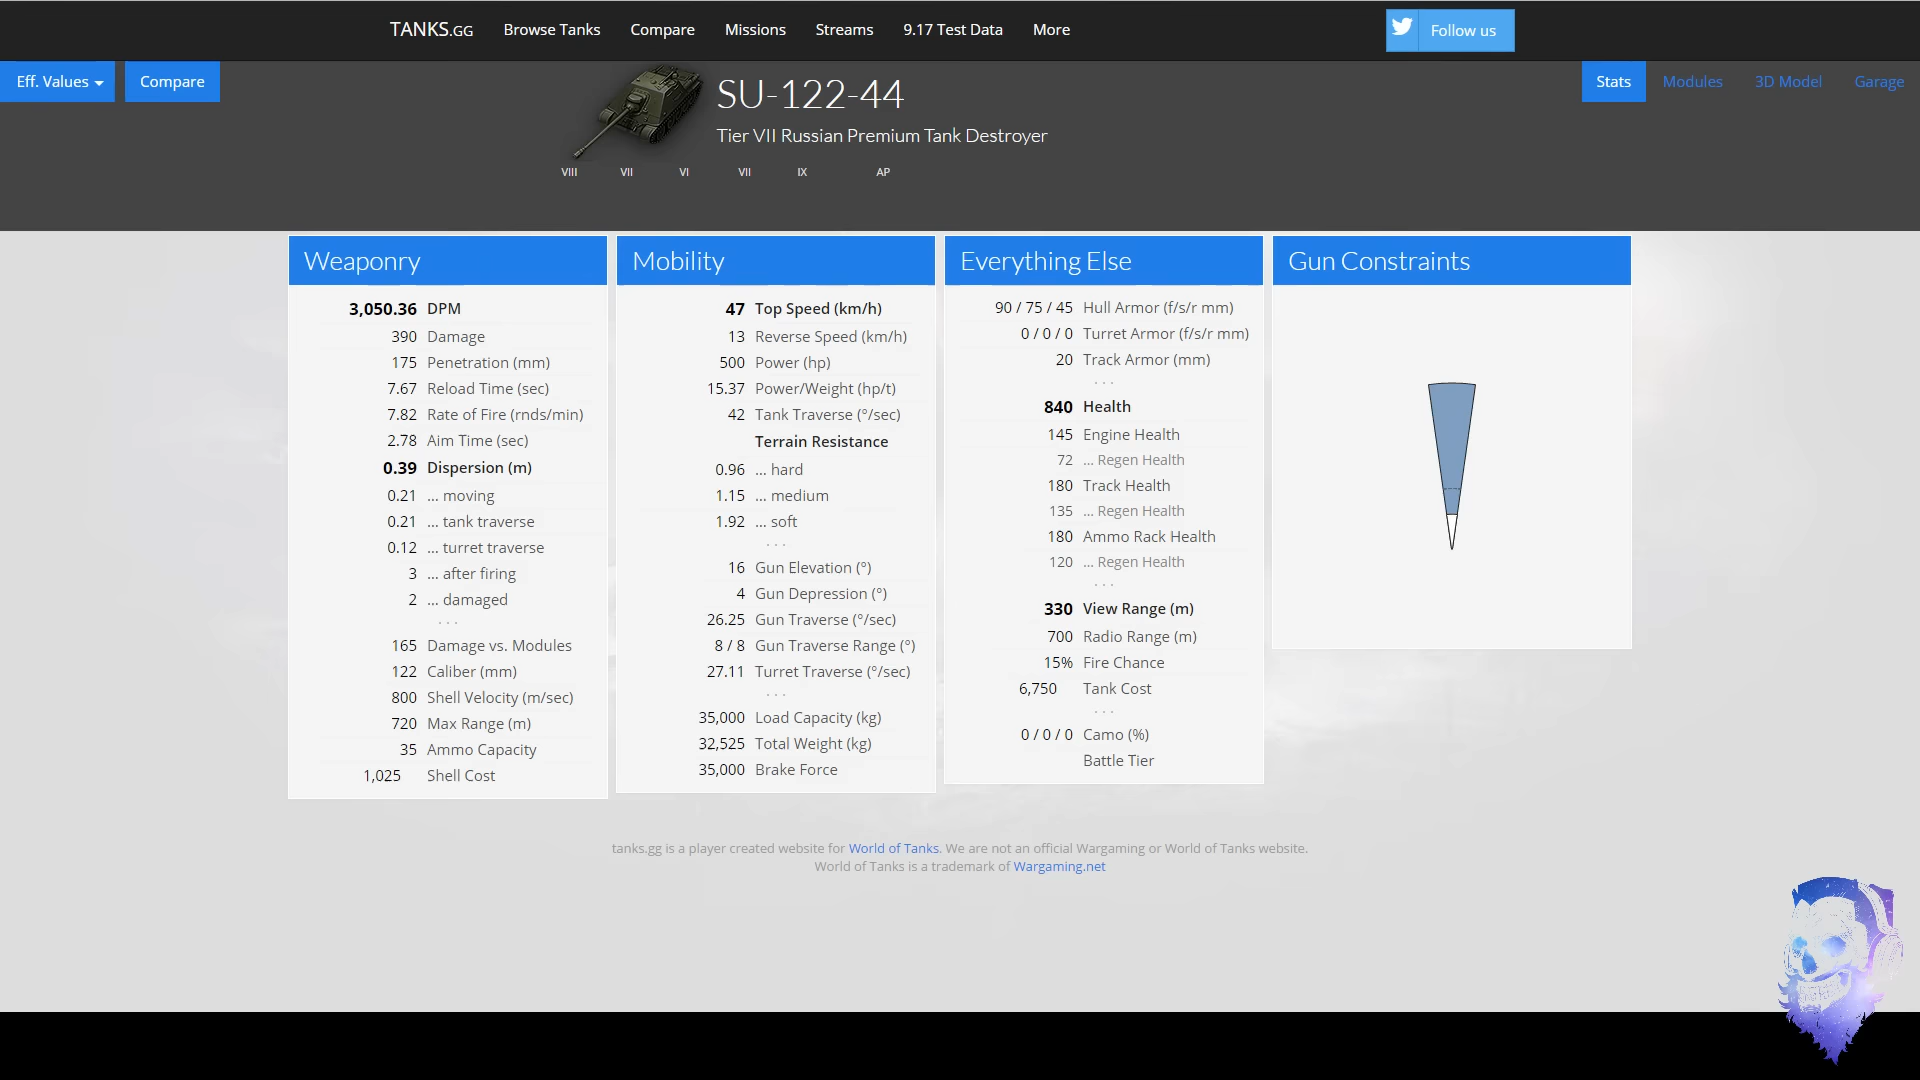 TANKS.GG Browse Tanks Compare Missions Streams 9.17 Test Data More Follow us
Eff. Values Compare Stats Modules 3D Model Garage
SU-122-44
Tier VII Russian Premium Tank Destroyer
VIII VII VI VII IX AP
Weaponry
3,050.36 DPM
390 Damage
175 Penetration (mm)
7.67 Reload Time (sec)
7.82 Rate of Fire (rnds/min)
2.78 Aim Time (sec)
0.39 Dispersion (m)
0.21 ... moving
0.21 ... tank traverse
0.12 ... turret traverse
3 ... after firing
2 ... damaged
. . .
165 Damage vs. Modules
122 Caliber (mm)
800 Shell Velocity (m/sec)
720 Max Range (m)
35 Ammo Capacity
1,025 Shell Cost
Mobility
47 Top Speed (km/h)
13 Reverse Speed (km/h)
500 Power (hp)
15.37 Power/Weight (hp/t)
42 Tank Traverse (°/sec)
Terrain Resistance
0.96 ... hard
1.15 ... medium
1.92 ... soft
. . .
16 Gun Elevation (°)
4 Gun Depression (°)
26.25 Gun Traverse (°/sec)
8 / 8 Gun Traverse Range (°)
27.11 Turret Traverse (°/sec)
. . .
35,000 Load Capacity (kg)
32,525 Total Weight (kg)
35,000 Brake Force
Everything Else
90 / 75 / 45 Hull Armor (f/s/r mm)
0 / 0 / 0 Turret Armor (f/s/r mm)
20 Track Armor (mm)
. . .
840 Health
145 Engine Health
72 ... Regen Health
180 Track Health
135 ... Regen Health
180 Ammo Rack Health
120 ... Regen Health
. . .
330 View Range (m)
700 Radio Range (m)
15% Fire Chance
6,750 Tank Cost
. . .
0 / 0 / 0 Camo (%)
Battle Tier
Gun Constraints
tanks.gg is a player created website for World of Tanks. We are not an official Wargaming or World of Tanks website.
World of Tanks is a trademark of Wargaming.net